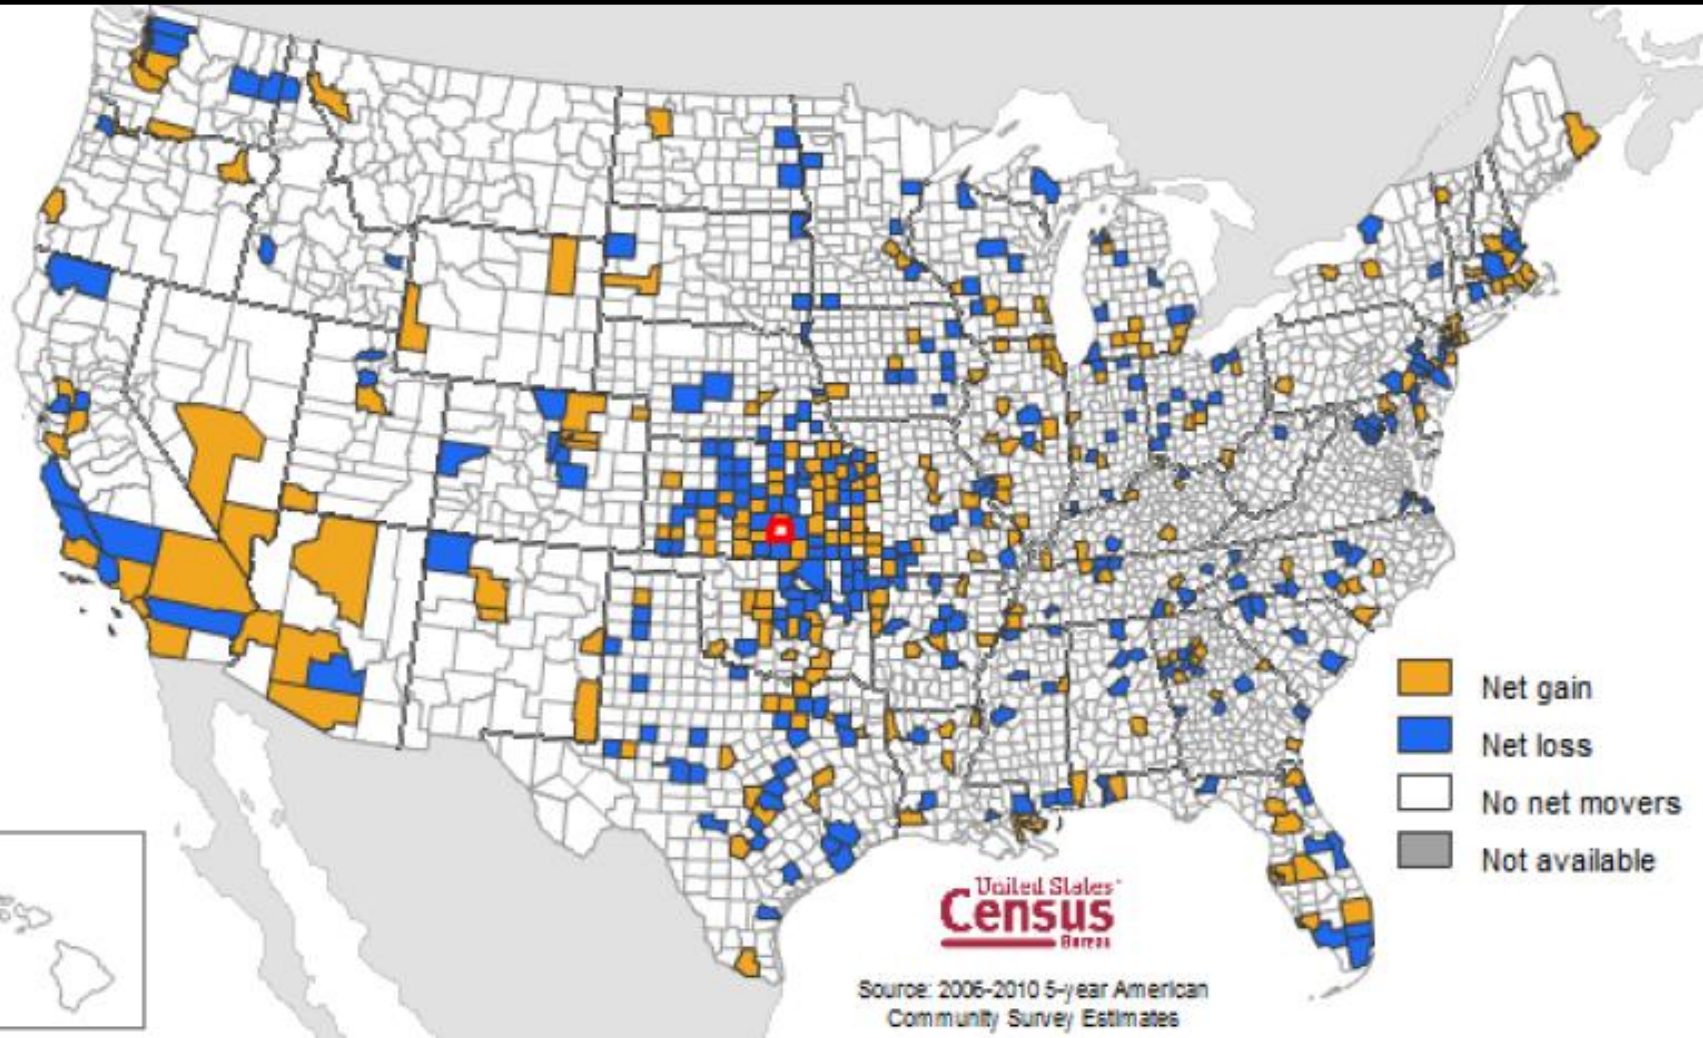 Net gain
Net loss
No net movers
Not available
United States
Census
Bureau
Source: 2006-2010 5-year American
Community Survey Estimates